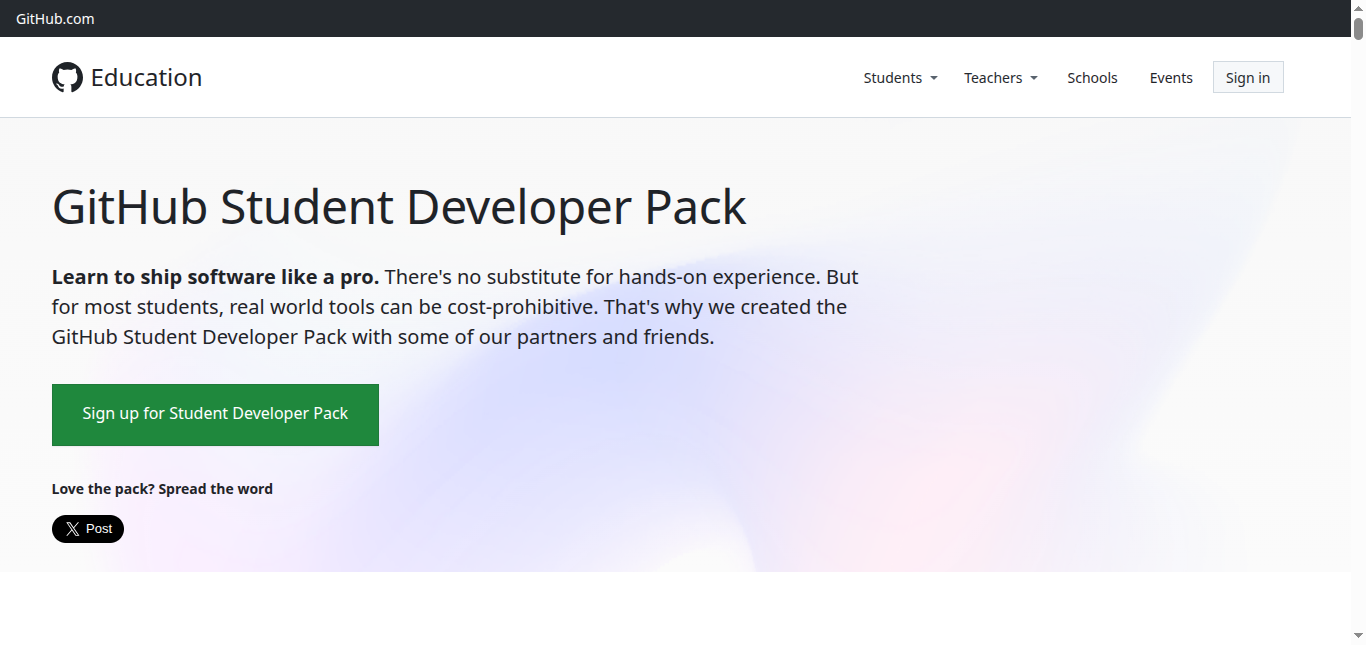 GitHub.com
Education
Students
Teachers
Schools
Events
Sign in
GitHub Student Developer Pack
Learn to ship software like a pro. There's no substitute for hands-on experience. But
for most students, real world tools can be cost-prohibitive. That's why we created the
GitHub Student Developer Pack with some of our partners and friends.
Sign up for Student Developer Pack
Love the pack? Spread the word
Post